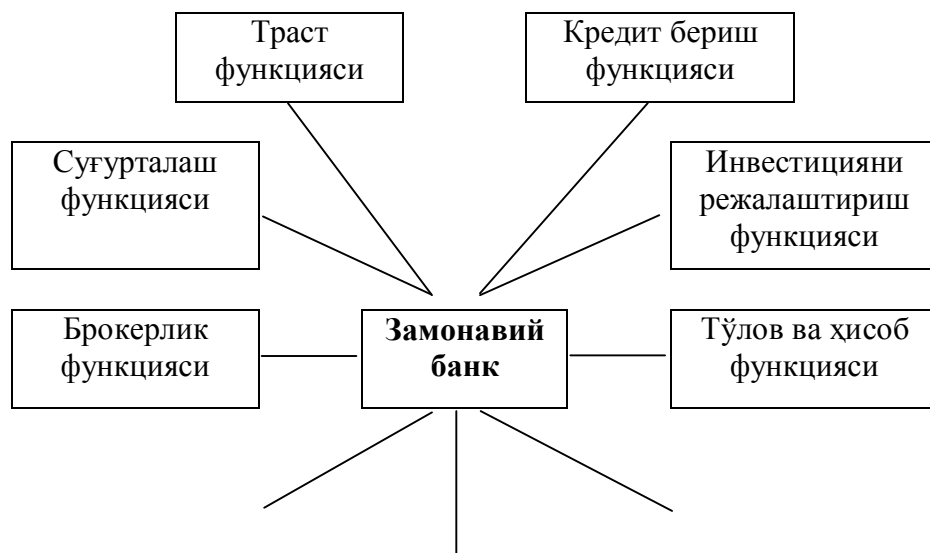 Траст
функцияси
Кредит бериш
функцияси
Суғурталаш
функцияси
Инвестицияни
режалаштириш
функцияси
Брокерлик
функцияси
Замонавий
банк
Тўлов ва ҳисоб
функцияси